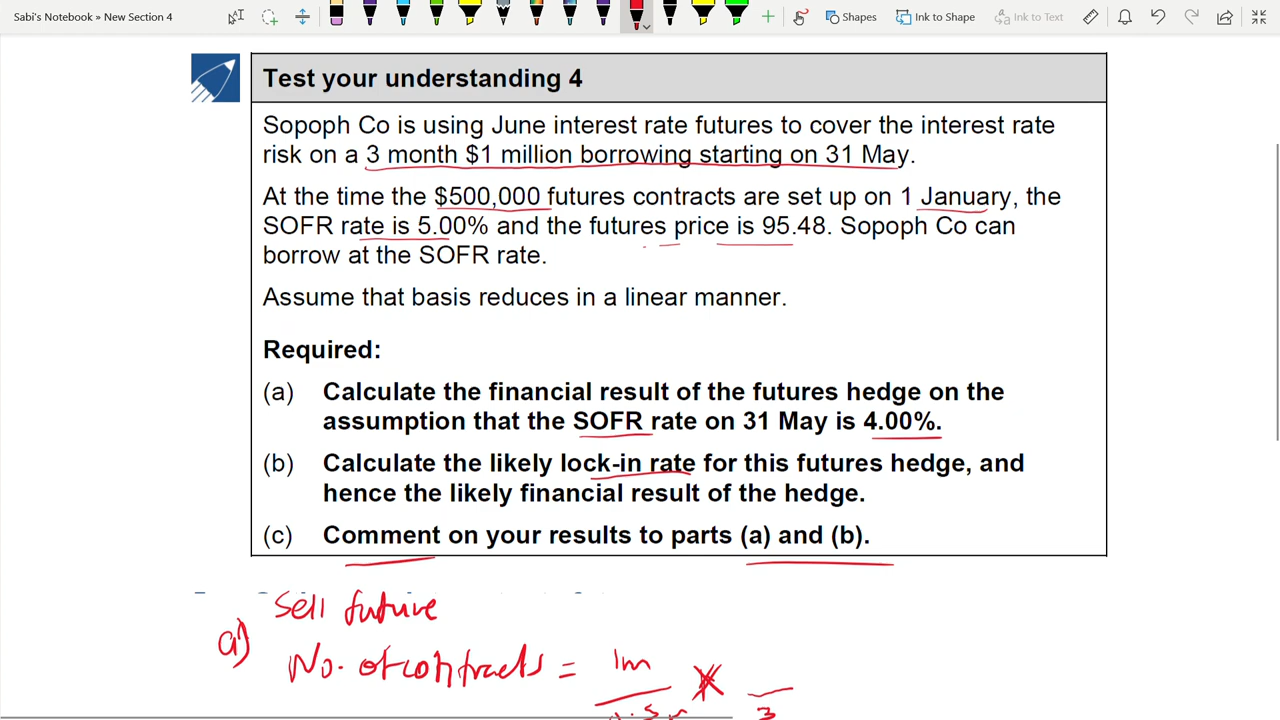 Sabi's Notebook » New Section 4
Shapes
Ink to Shape
Ink to Text
Test your understanding 4
Sopoph Co is using June interest rate futures to cover the interest rate
risk on a 3 month $1 million borrowing starting on 31 May.
At the time the $500,000 futures contracts are set up on 1 January, the
SOFR rate is 5.00% and the futures price is 95.48. Sopoph Co can
borrow at the SOFR rate.
Assume that basis reduces in a linear manner.
Required:
(a) Calculate the financial result of the futures hedge on the
assumption that the SOFR rate on 31 May is 4.00%.
(b) Calculate the likely lock-in rate for this futures hedge, and
hence the likely financial result of the hedge.
(c) Comment on your results to parts (a) and (b).
Sell future
a)
No. of contracts = 1m
3